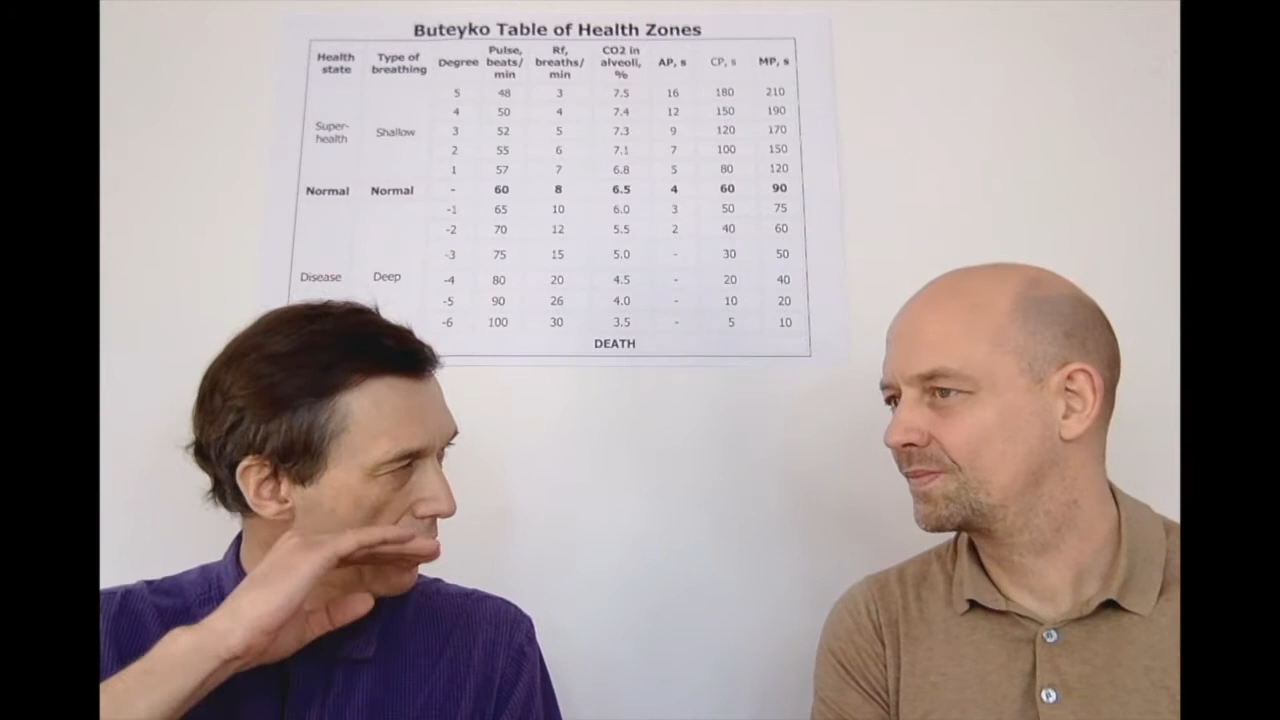 Buteyko Table of Health Zones
Health state Type of breathing Degree Pulse, beats/ min Rf, breaths/ min CO2 in alveoli, % AP, s CP, s MP, s
5 48 3 7.5 16 180 210
4 50 4 7.4 12 150 190
Super-health Shallow 3 52 5 7.3 9 120 170
2 55 6 7.1 7 100 150
1 57 7 6.8 5 80 120
Normal Normal - 60 8 6.5 4 60 90
-1 65 10 6.0 3 50 75
-2 70 12 5.5 2 40 60
-3 75 15 5.0 - 30 50
Disease Deep -4 80 20 4.5 - 20 40
-5 90 26 4.0 - 10 20
-6 100 30 3.5 - 5 10
DEATH